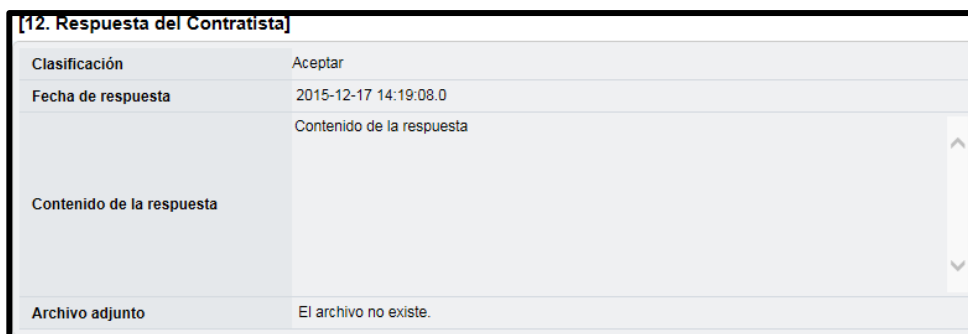 [12. Respuesta del Contratista]
Clasificación Aceptar
Fecha de respuesta 2015-12-17 14:19:08.0
Contenido de la respuesta
Contenido de la respuesta
Archivo adjunto El archivo no existe.